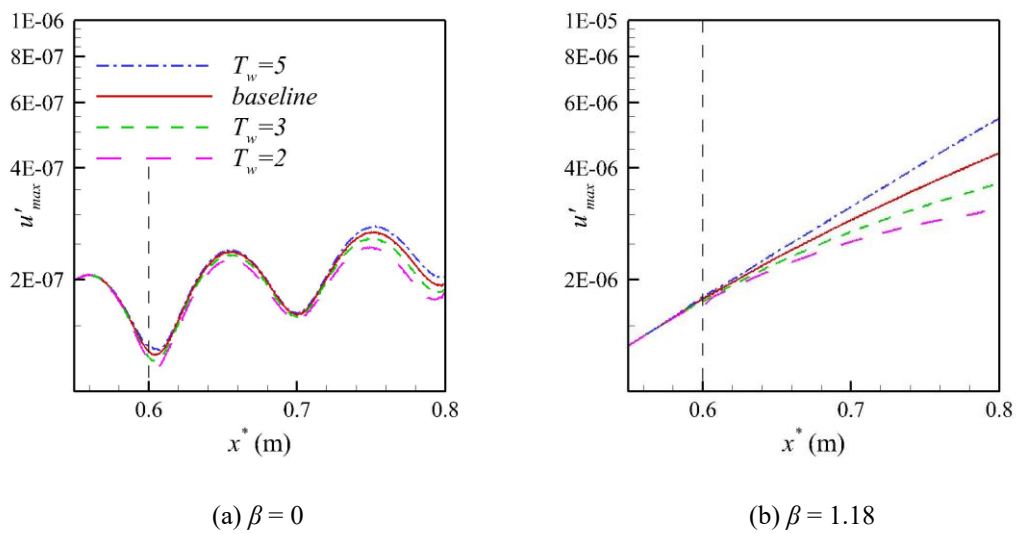 1E-06
8E-07
6E-07
4E-07
2E-07
u'max
T_w=5
baseline
T_w=3
T_w=2
0.6
0.7
0.8
x* (m)
(a) β = 0
1E-05
8E-06
6E-06
4E-06
2E-06
u'max
0.6
0.7
0.8
x* (m)
(b) β = 1.18